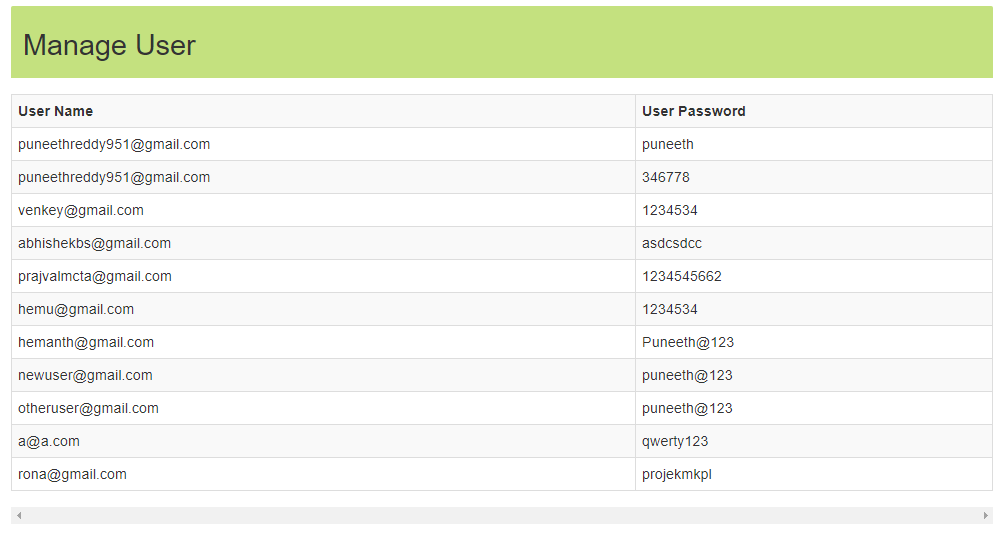 Manage User
User Name User Password
puneethreddy951@gmail.com puneeth
puneethreddy951@gmail.com 346778
venkey@gmail.com 1234534
abhishekbs@gmail.com asdcsdcc
prajvalmcta@gmail.com 1234545662
hemu@gmail.com 1234534
hemanth@gmail.com Puneeth@123
newuser@gmail.com puneeth@123
otheruser@gmail.com puneeth@123
a@a.com qwerty123
rona@gmail.com projekmkpl